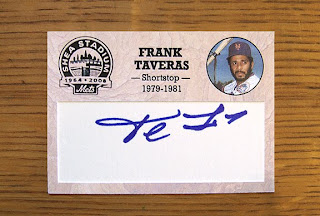 SHEA STADIUM
1964 2008
Mets
FRANK
TAVERAS
—Shortstop—
1979-1981